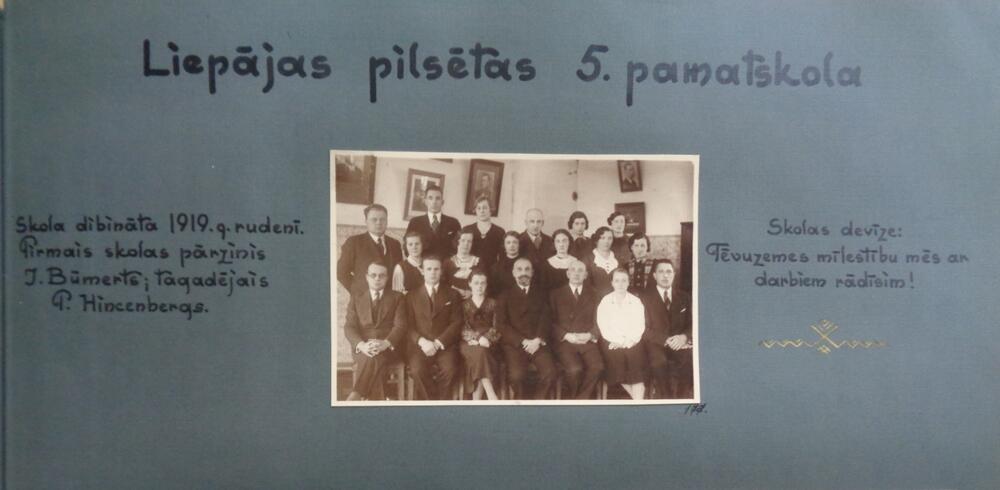 Liepājas pilsētas 5. pamatskola
Skola dibināta 1919. g. rudenī.
Pirmais skolas pārzinis
J. Būmerts; tagadējais
P. Hincenbergs.
Skolas devīze:
Tēvuzemes mīlestību mēs ar
darbiem rādīsim!